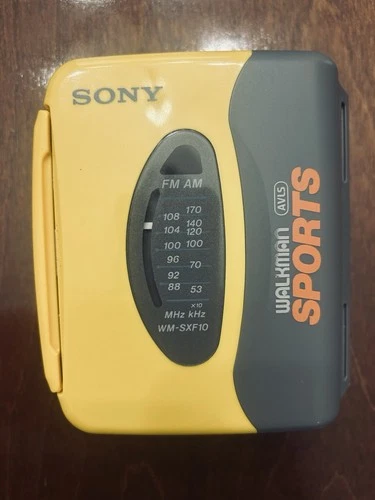 SONY
FM AM
108 170
104 140
120
100 100
96
70
92
88 53
x10
MHz kHz
WM-SXF10
WALKMAN AVLS
SPORTS